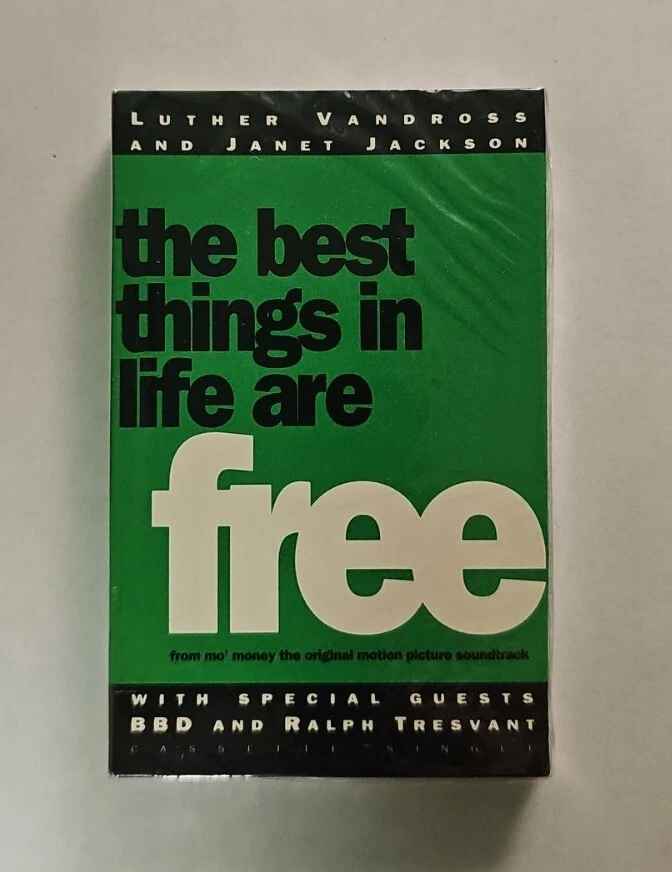 LUTHER VANDROSS
AND JANET JACKSON
the best
things in
life are
free
from mo' money the original motion picture soundtrack
WITH SPECIAL GUESTS
BBD AND RALPH TRESVANT
CASSETTE SINGLE